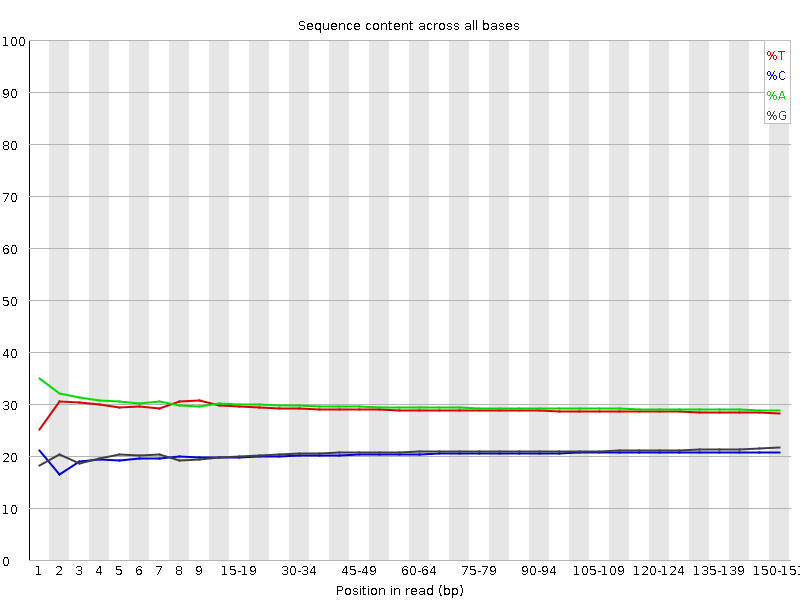 Sequence content across all bases
100
90
80
70
60
50
40
30
20
10
0
%T
%C
%A
%G
1 2 3 4 5 6 7 8 9 15-19 30-34 45-49 60-64 75-79 90-94 105-109 120-124 135-139 150-151
Position in read (bp)